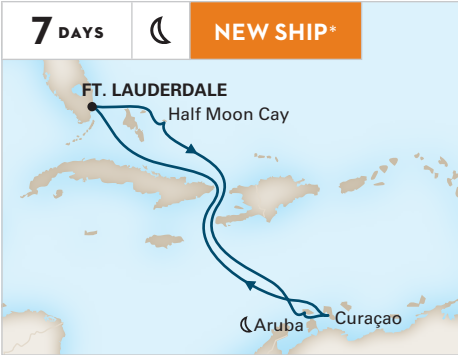 7 DAYS
NEW SHIP*
FT. LAUDERDALE
Half Moon Cay
Curaçao
Aruba